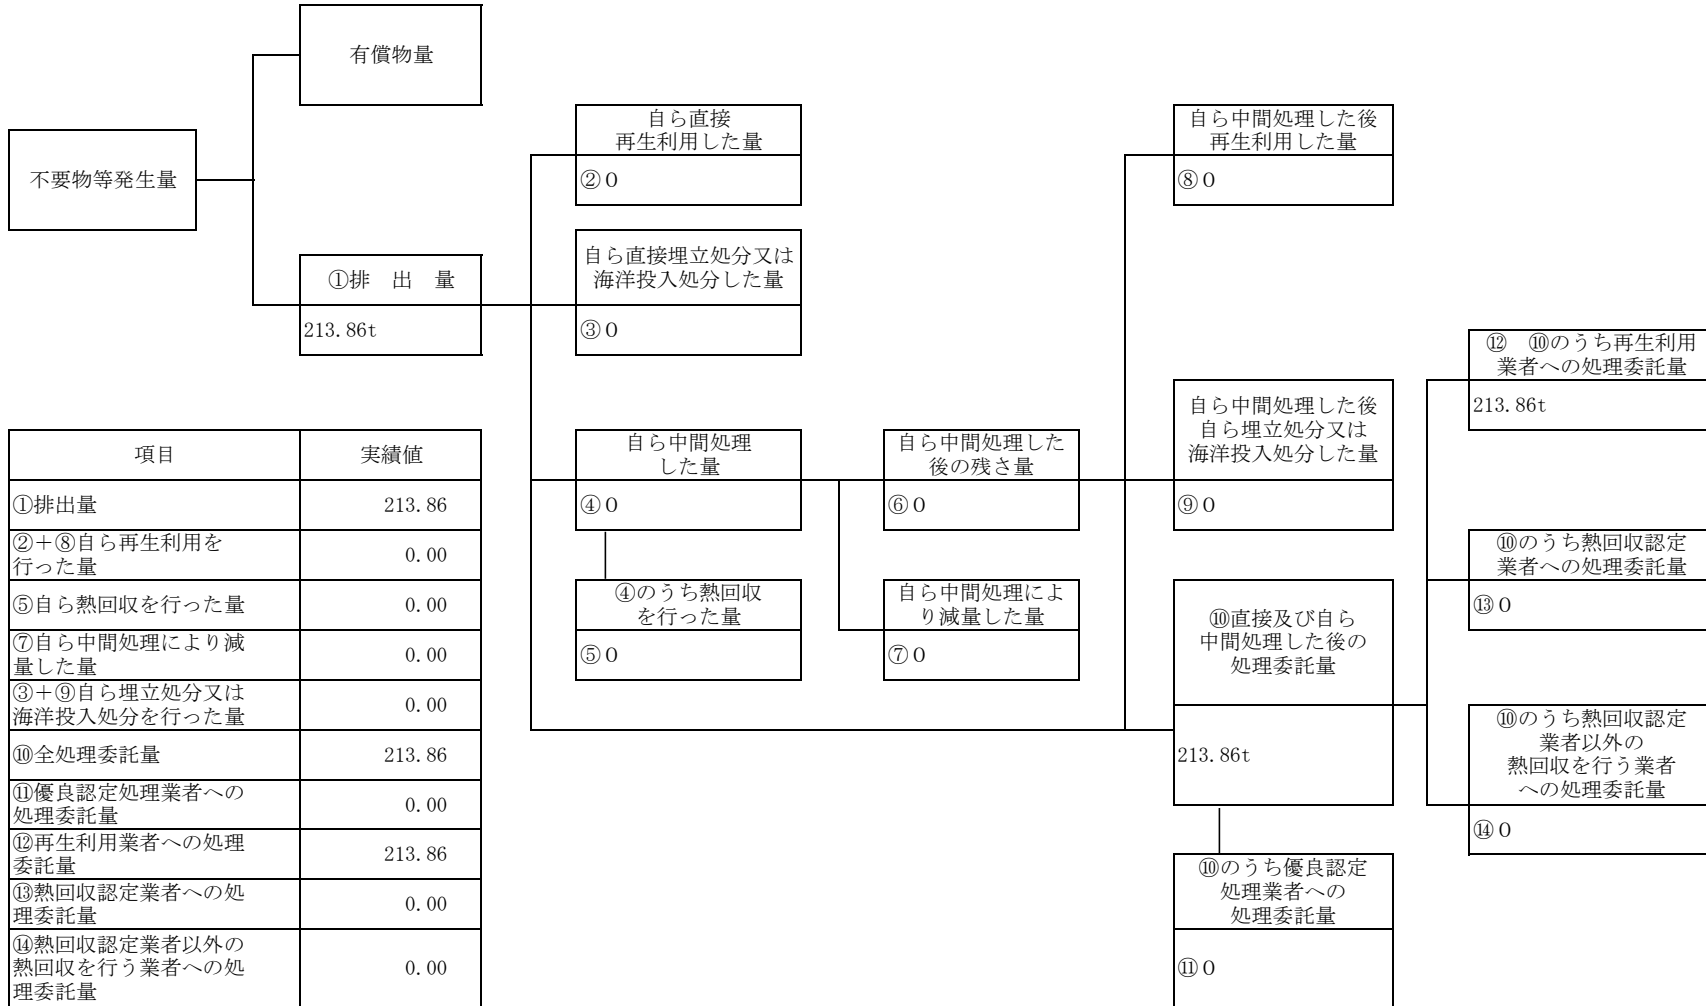 有償物量
不要物等発生量
①排　出　量
213.86t
自ら直接
再生利用した量
②0
自ら直接埋立処分又は
海洋投入処分した量
③0
自ら中間処理
した量
④0
④のうち熱回収
を行った量
⑤0
自ら中間処理した
後の残さ量
⑥0
自ら中間処理によ
り減量した量
⑦0
自ら中間処理した後
再生利用した量
⑧0
自ら中間処理した後
自ら埋立処分又は
海洋投入処分した量
⑨0
⑩直接及び自ら
中間処理した後の
処理委託量
213.86t
⑩のうち優良認定
処理業者への
処理委託量
⑪0
⑫　⑩のうち再生利用
業者への処理委託量
213.86t
⑩のうち熱回収認定
業者への処理委託量
⑬0
⑩のうち熱回収認定
業者以外の
熱回収を行う業者
への処理委託量
⑭0
項目 実績値
①排出量 213.86
②＋⑧自ら再生利用を
行った量 0.00
⑤自ら熱回収を行った量 0.00
⑦自ら中間処理により減
量した量 0.00
③＋⑨自ら埋立処分又は
海洋投入処分を行った量 0.00
⑩全処理委託量 213.86
⑪優良認定処理業者への
処理委託量 0.00
⑫再生利用業者への処理
委託量 213.86
⑬熱回収認定業者への処
理委託量 0.00
⑭熱回収認定業者以外の
熱回収を行う業者への処
理委託量 0.00